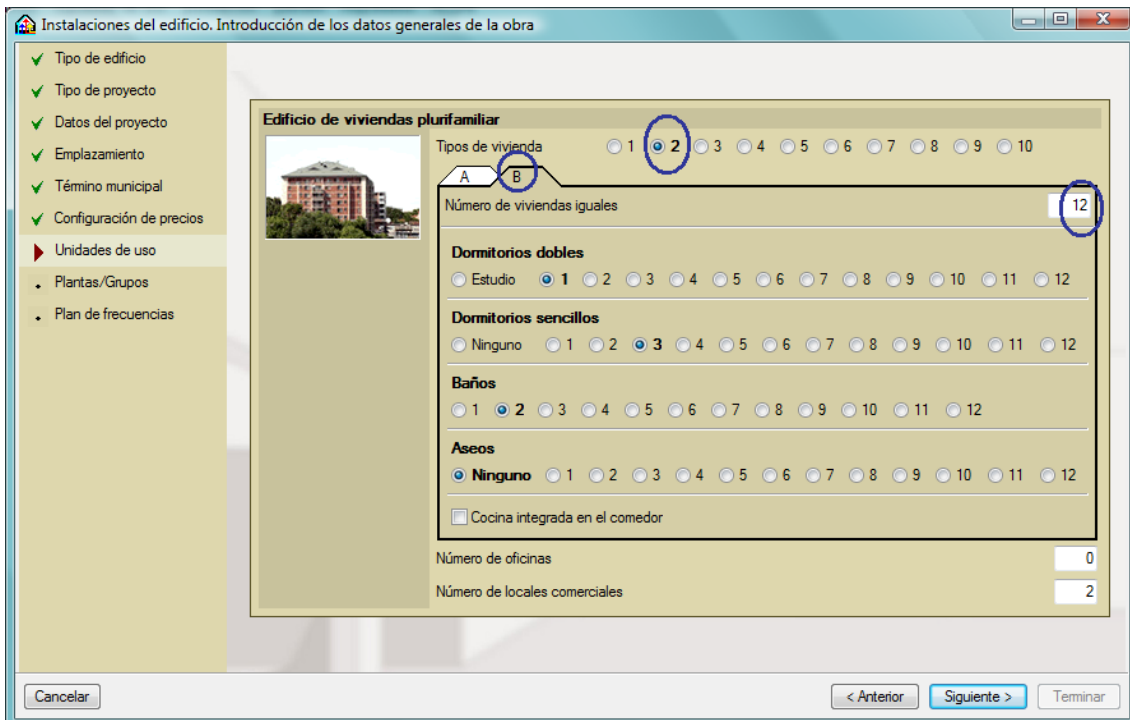 Instalaciones del edificio. Introducción de los datos generales de la obra
Tipo de edificio
Tipo de proyecto
Datos del proyecto
Emplazamiento
Término municipal
Configuración de precios
Unidades de uso
Plantas/Grupos
Plan de frecuencias
Edificio de viviendas plurifamiliar
Tipos de vivienda 1 2 3 4 5 6 7 8 9 10
A B
Número de viviendas iguales 12
Dormitorios dobles
Estudio 1 2 3 4 5 6 7 8 9 10 11 12
Dormitorios sencillos
Ninguno 1 2 3 4 5 6 7 8 9 10 11 12
Baños
1 2 3 4 5 6 7 8 9 10 11 12
Aseos
Ninguno 1 2 3 4 5 6 7 8 9 10 11 12
Cocina integrada en el comedor
Número de oficinas 0
Número de locales comerciales 2
Cancelar < Anterior Siguiente > Terminar